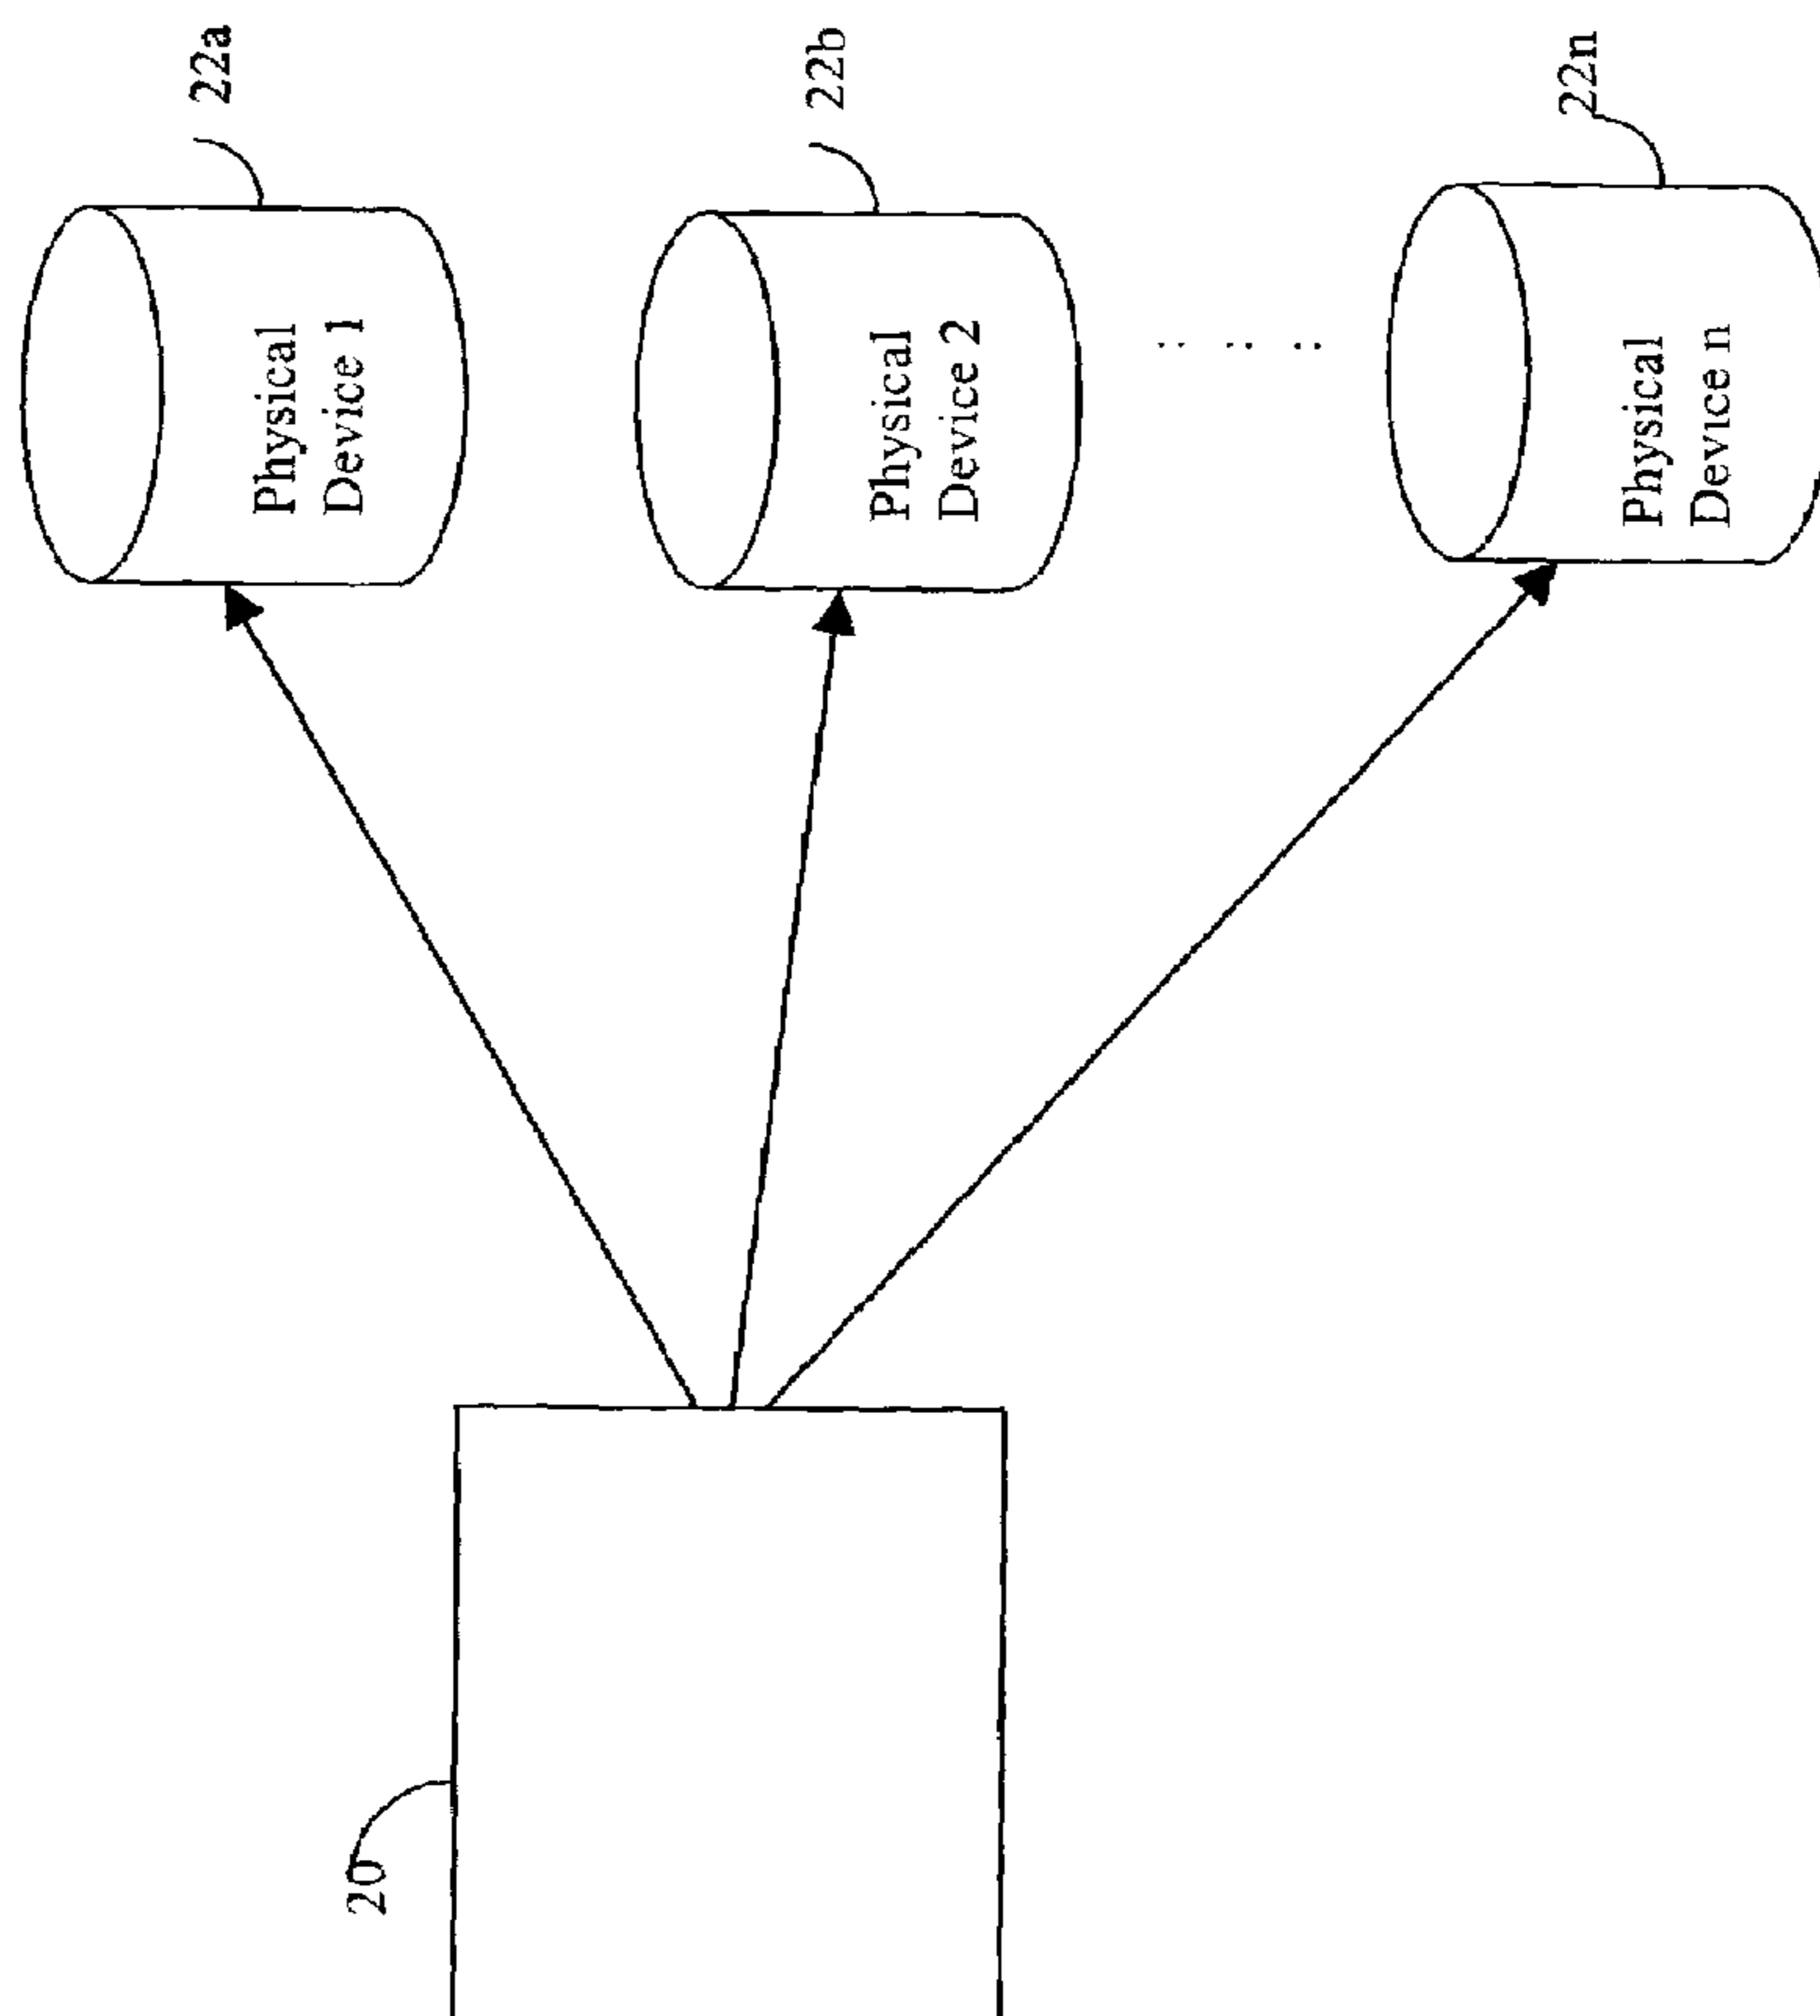 22a
Physical
Device 1
22b
Physical
Device 2
22n
Physical
Device n
20